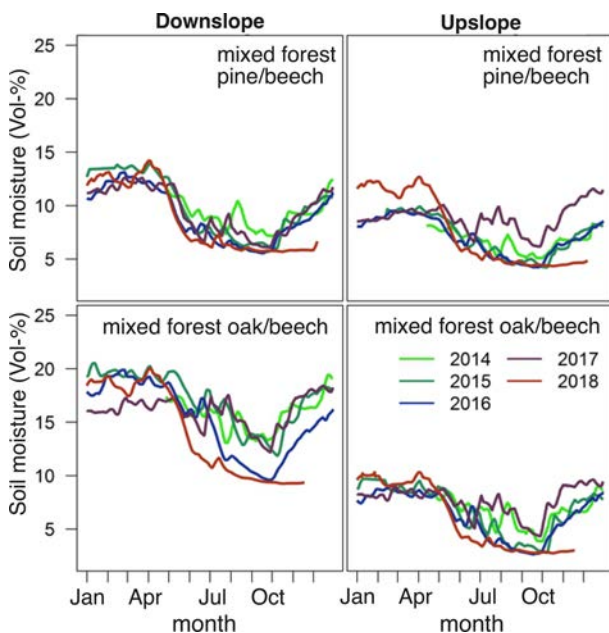 Downslope
Upslope
Soil moisture (Vol-%)
25
20
15
10
5
mixed forest
pine/beech
mixed forest
pine/beech
Soil moisture (Vol-%)
25
20
15
10
5
mixed forest oak/beech
mixed forest oak/beech
2014
2015
2016
2017
2018
Jan
Apr
Jul
Oct
month
Jan
Apr
Jul
Oct
month